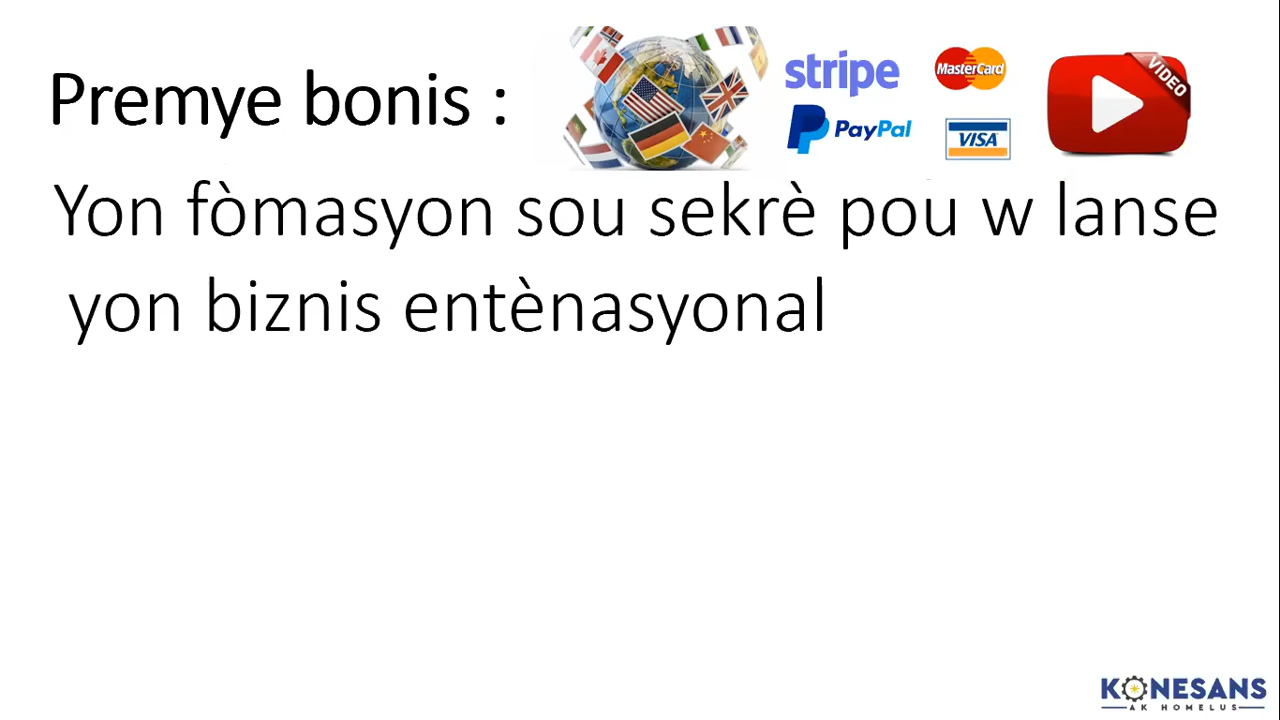 Premye bonis :
stripe
MasterCard
PayPal
VISA
VIDEO
Yon fòmasyon sou sekrè pou w lanse
yon biznis entènasyonal
KONESANS
AK HOMELUS